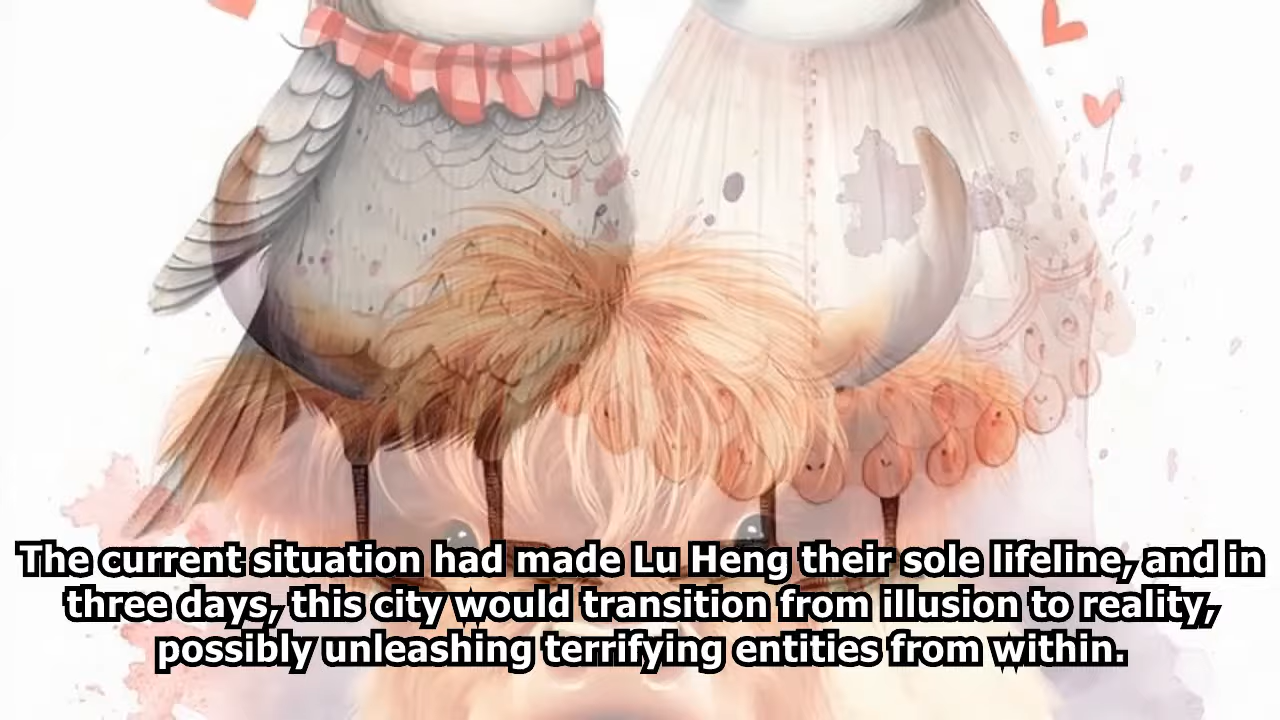 The current situation had made Lu Heng their sole lifeline, and in
three days, this city would transition from illusion to reality,
possibly unleashing terrifying entities from within.